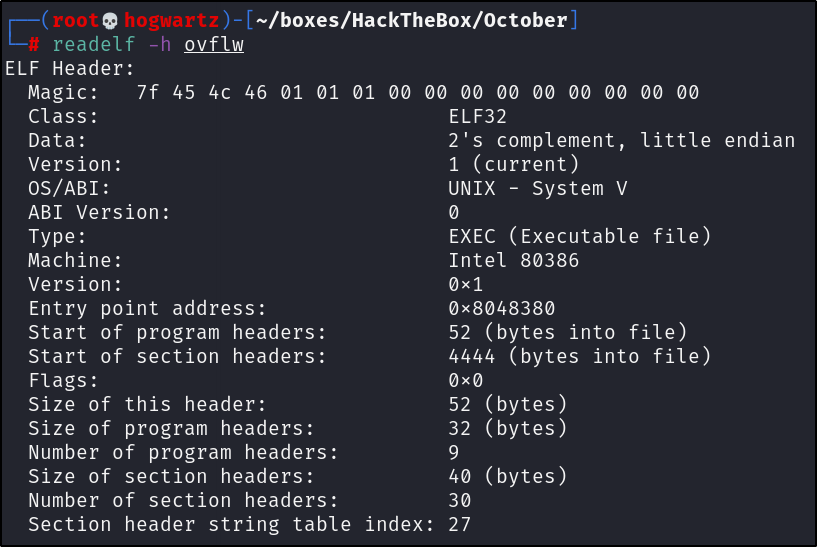 ┌──(root💀hogwartz)-[~/boxes/HackTheBox/October]
└─# readelf -h ovflw
ELF Header:
  Magic:   7f 45 4c 46 01 01 01 00 00 00 00 00 00 00 00 00
  Class:                             ELF32
  Data:                              2's complement, little endian
  Version:                           1 (current)
  OS/ABI:                            UNIX - System V
  ABI Version:                       0
  Type:                              EXEC (Executable file)
  Machine:                           Intel 80386
  Version:                           0×1
  Entry point address:               0×8048380
  Start of program headers:          52 (bytes into file)
  Start of section headers:          4444 (bytes into file)
  Flags:                             0×0
  Size of this header:               52 (bytes)
  Size of program headers:           32 (bytes)
  Number of program headers:         9
  Size of section headers:           40 (bytes)
  Number of section headers:         30
  Section header string table index: 27